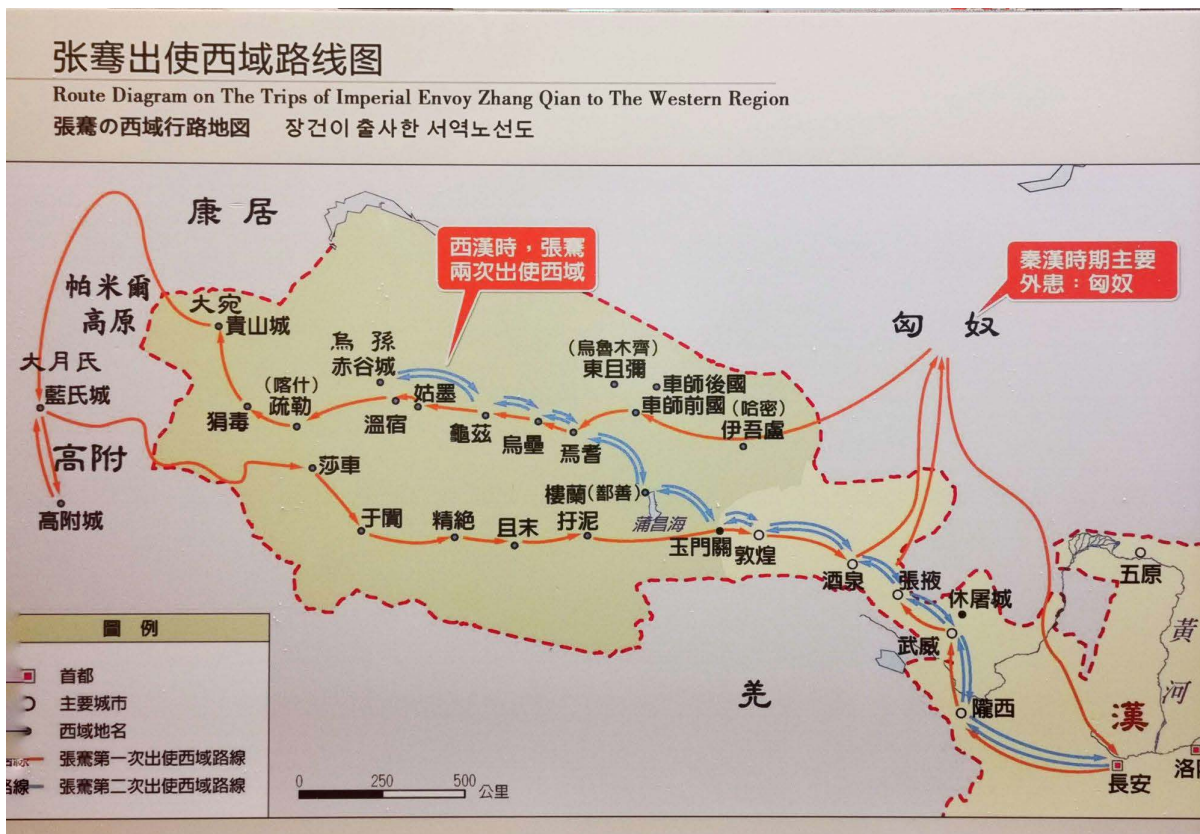 张骞出使西域路线图
Route Diagram on The Trips of Imperial Envoy Zhang Qian to The Western Region
張騫の西域行路地図 장건이 출사한 서역노선도
康居
西漢時，張騫
兩次出使西域
秦漢時期主要
外患：匈奴
帕米爾
高原
大宛
貴山城
匈奴
烏孫
赤谷城
(烏魯木齊)
東且彌
車師後國
大月氏
藍氏城
(喀什)
疏勒
姑墨
車師前國
(哈密)
伊吾盧
狷毒
溫宿
龜茲
烏壘
焉耆
高附
莎車
樓蘭(鄯善)
高附城
于闐
精絕
且末
扜泥
蒲昌海
玉門關
敦煌
酒泉
張掖
休屠城
五原
武威
黃河
羌
隴西
漢
長安
洛
圖例
首都
主要城市
西域地名
張騫第一次出使西域路線
張騫第二次出使西域路線
0 250 500 公里